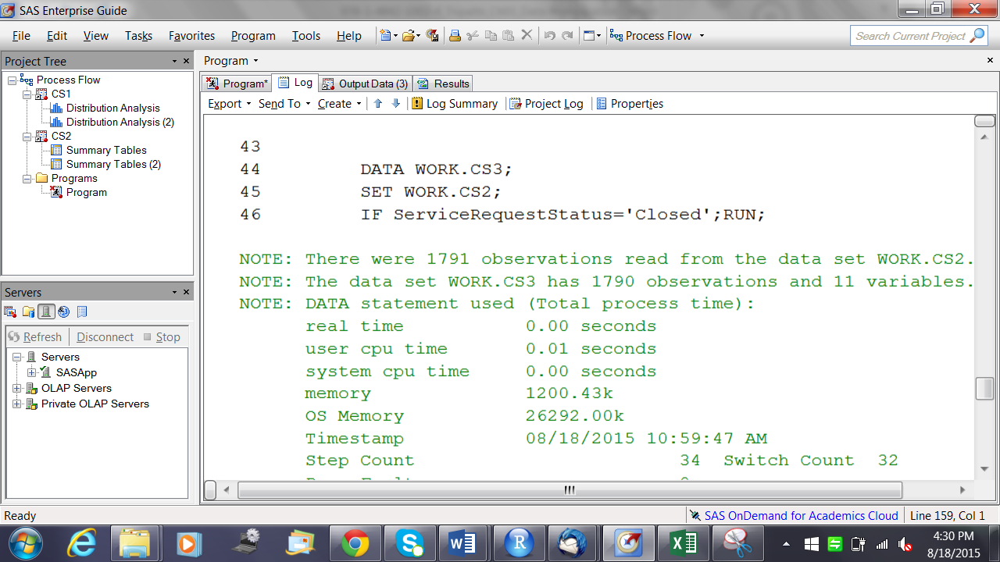 SAS Enterprise Guide
File Edit View Tasks Favorites Program Tools Help
Process Flow
Search Current Project
Project Tree
Process Flow
CS1
Distribution Analysis
Distribution Analysis (2)
CS2
Summary Tables
Summary Tables (2)
Programs
Program
Servers
Refresh Disconnect Stop
Servers
SASApp
OLAP Servers
Private OLAP Servers
Program
Program* Log Output Data (3) Results
Export Send To Create Log Summary Project Log Properties
43
44 DATA WORK.CS3;
45 SET WORK.CS2;
46 IF ServiceRequestStatus='Closed';RUN;
NOTE: There were 1791 observations read from the data set WORK.CS2.
NOTE: The data set WORK.CS3 has 1790 observations and 11 variables.
NOTE: DATA statement used (Total process time):
real time 0.00 seconds
user cpu time 0.01 seconds
system cpu time 0.00 seconds
memory 1200.43k
OS Memory 26292.00k
Timestamp 08/18/2015 10:59:47 AM
Step Count 34 Switch Count 32
Ready
SAS OnDemand for Academics Cloud Line 159, Col 1
4:30 PM
8/18/2015